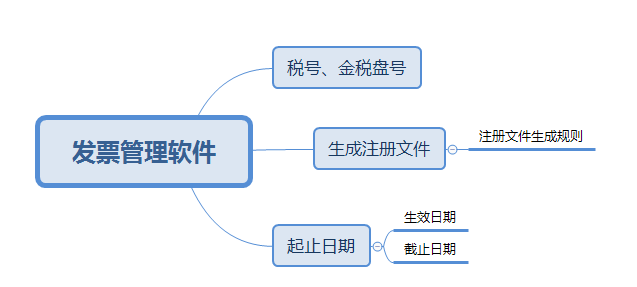 发票管理软件
税号、金税盘号
生成注册文件
注册文件生成规则
起止日期
生效日期
截止日期